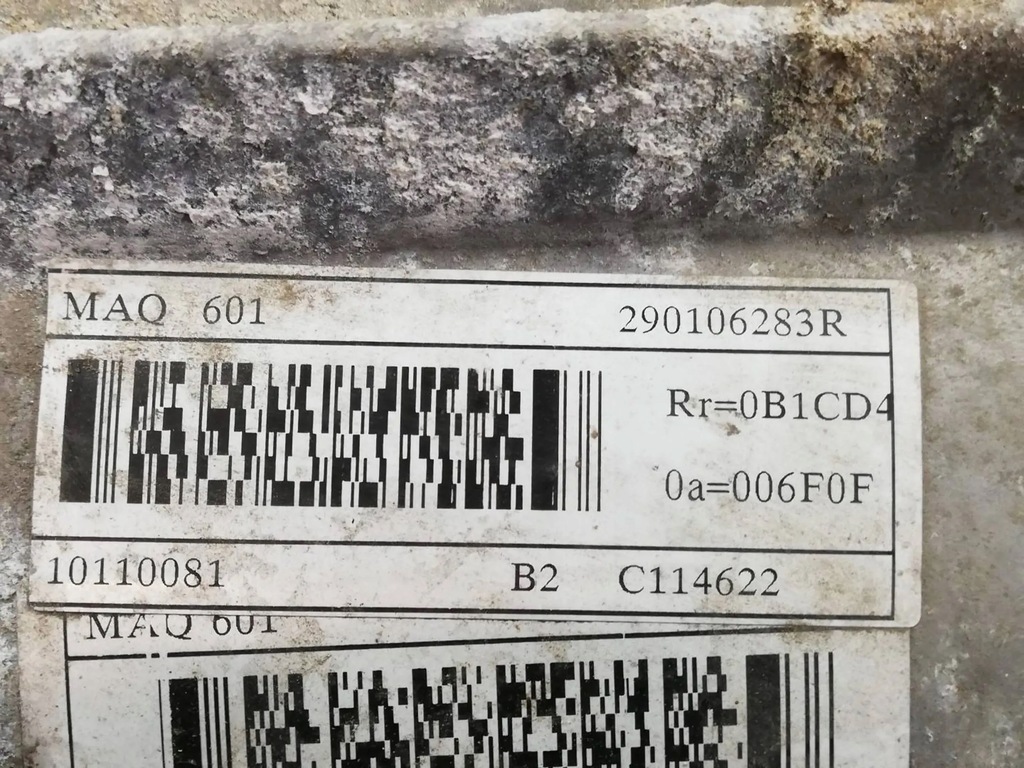 MAQ 601 290106283R
Rr=0B1CD4
0a=006F0F
10110081 B2 C114622
MAQ 601